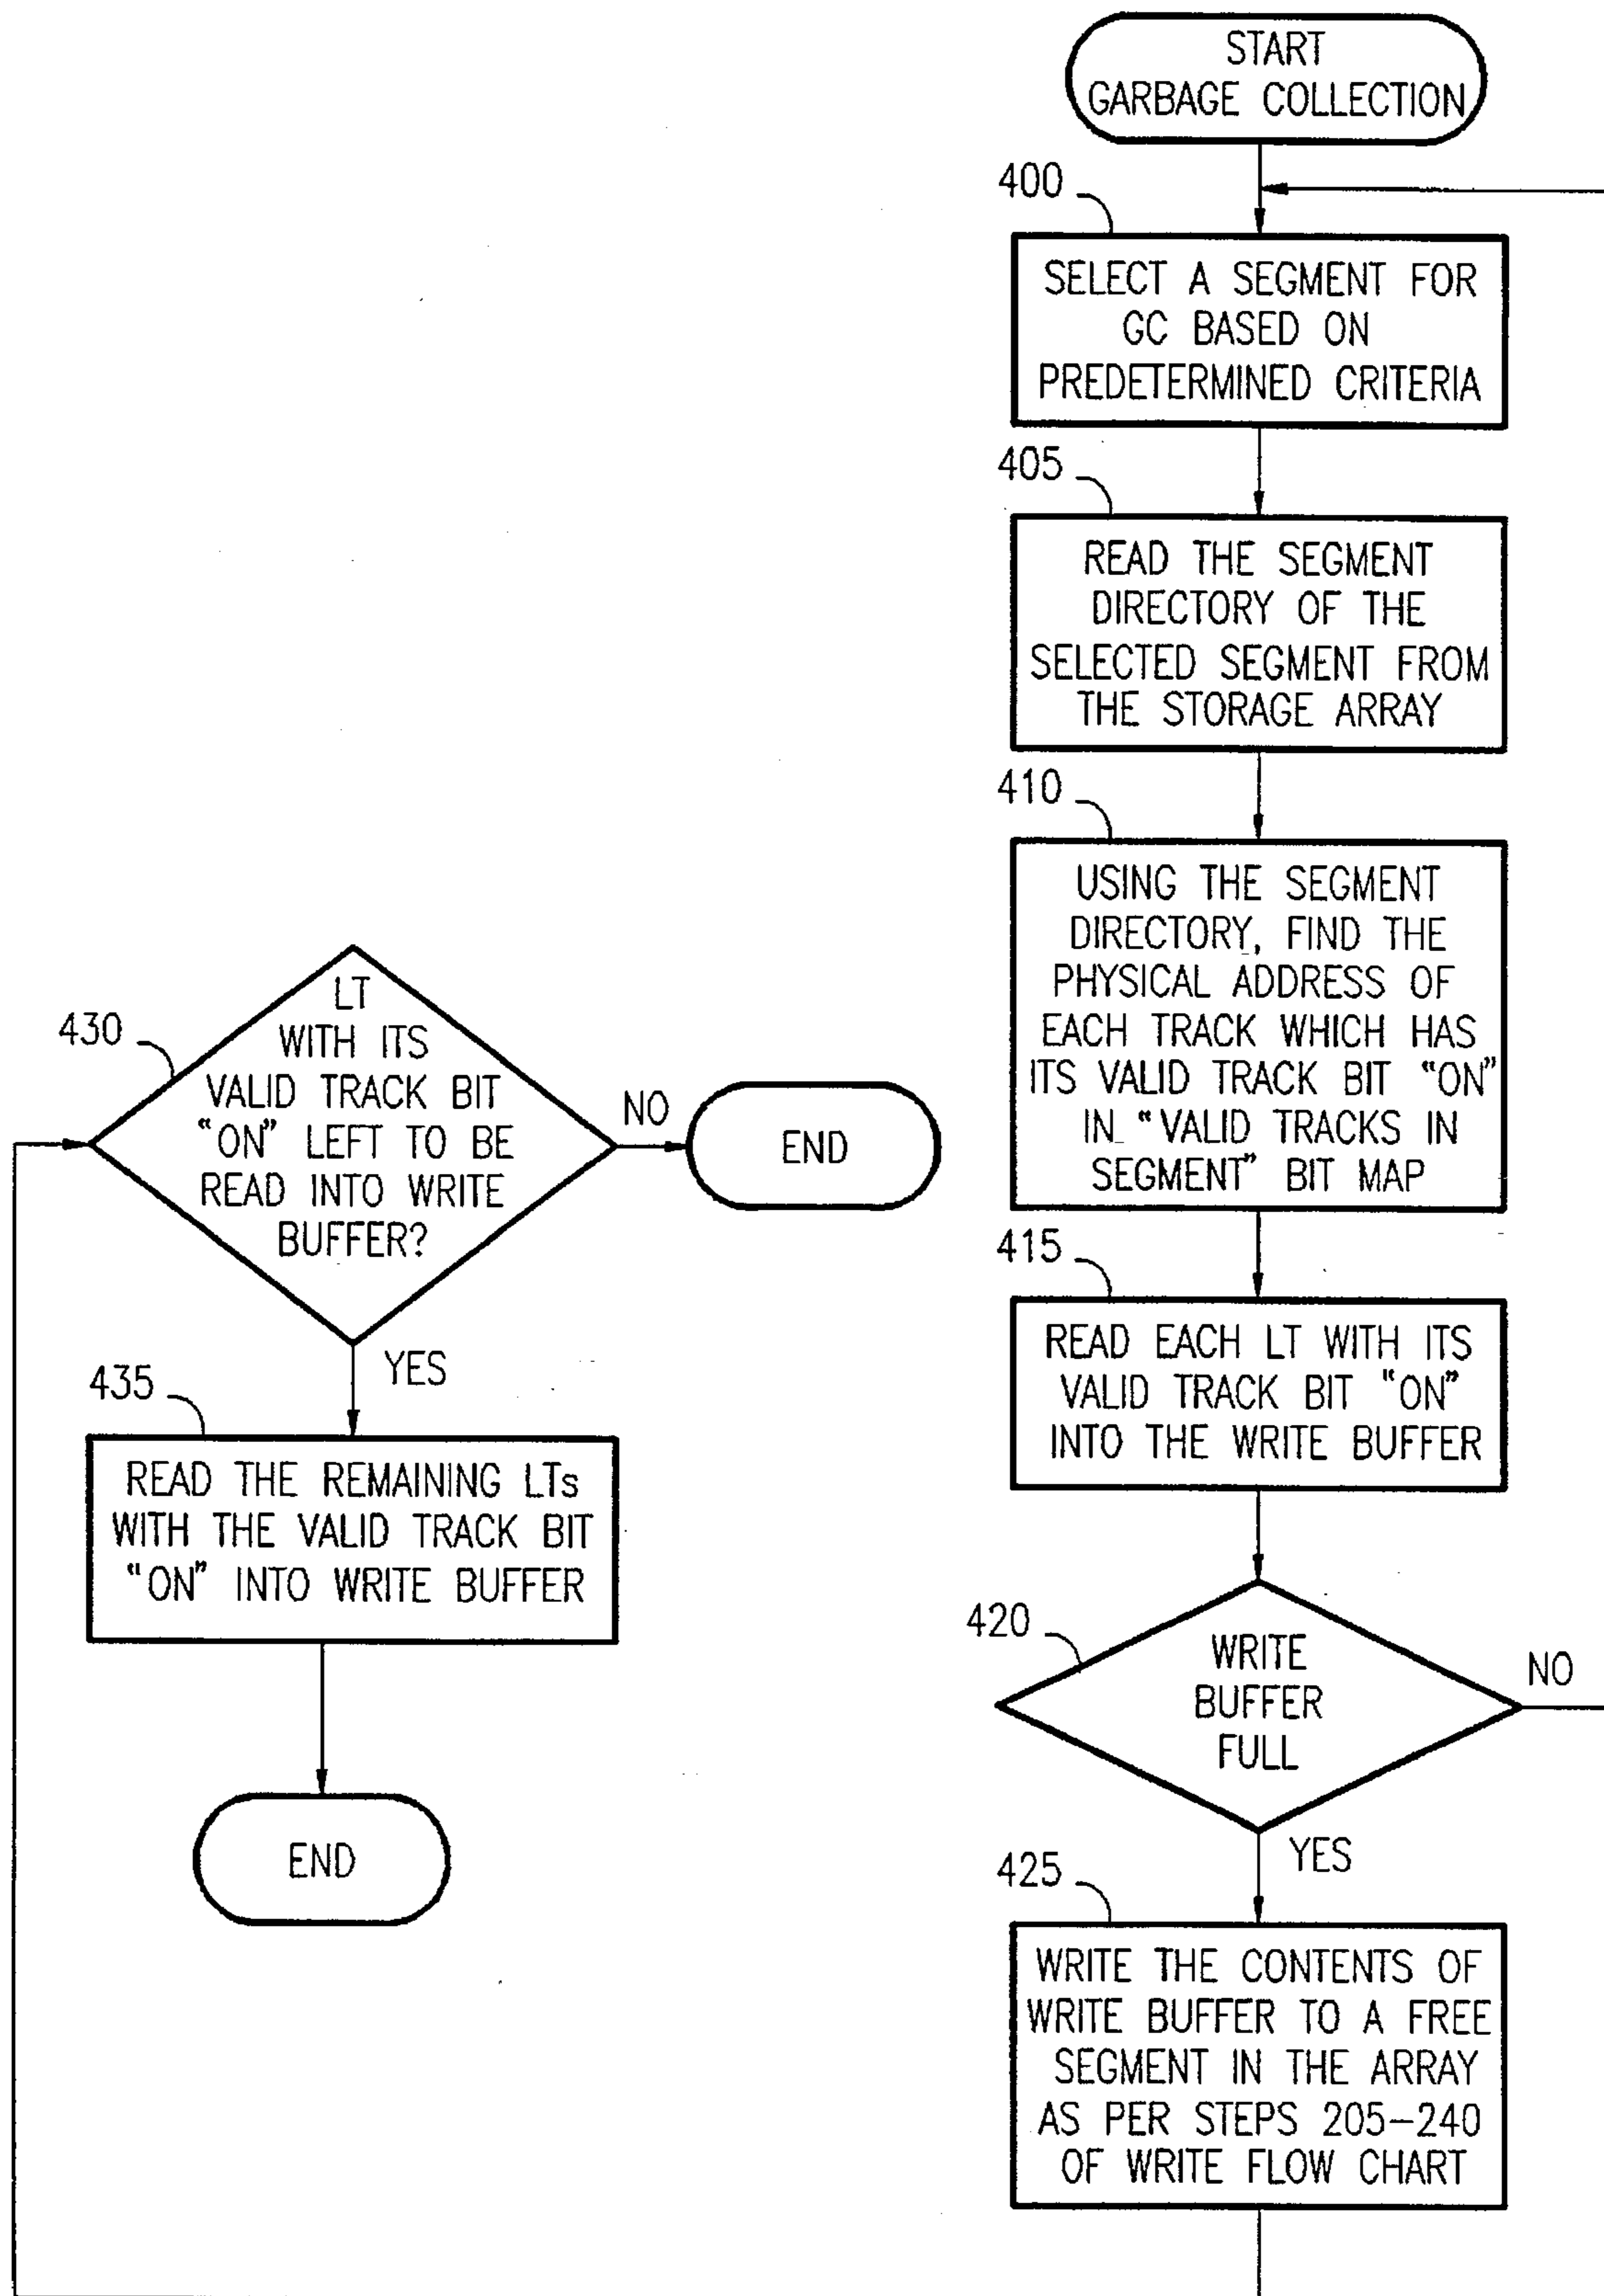 START
GARBAGE COLLECTION
400
SELECT A SEGMENT FOR
GC BASED ON
PREDETERMINED CRITERIA
405
READ THE SEGMENT
DIRECTORY OF THE
SELECTED SEGMENT FROM
THE STORAGE ARRAY
410
USING THE SEGMENT
DIRECTORY, FIND THE
PHYSICAL ADDRESS OF
EACH TRACK WHICH HAS
ITS VALID TRACK BIT "ON"
IN "VALID TRACKS IN
SEGMENT" BIT MAP
415
READ EACH LT WITH ITS
VALID TRACK BIT "ON"
INTO THE WRITE BUFFER
420
WRITE
BUFFER
FULL
NO
YES
425
WRITE THE CONTENTS OF
WRITE BUFFER TO A FREE
SEGMENT IN THE ARRAY
AS PER STEPS 205-240
OF WRITE FLOW CHART
430
LT
WITH ITS
VALID TRACK BIT
"ON" LEFT TO BE
READ INTO WRITE
BUFFER?
NO
END
YES
435
READ THE REMAINING LTs
WITH THE VALID TRACK BIT
"ON" INTO WRITE BUFFER
END